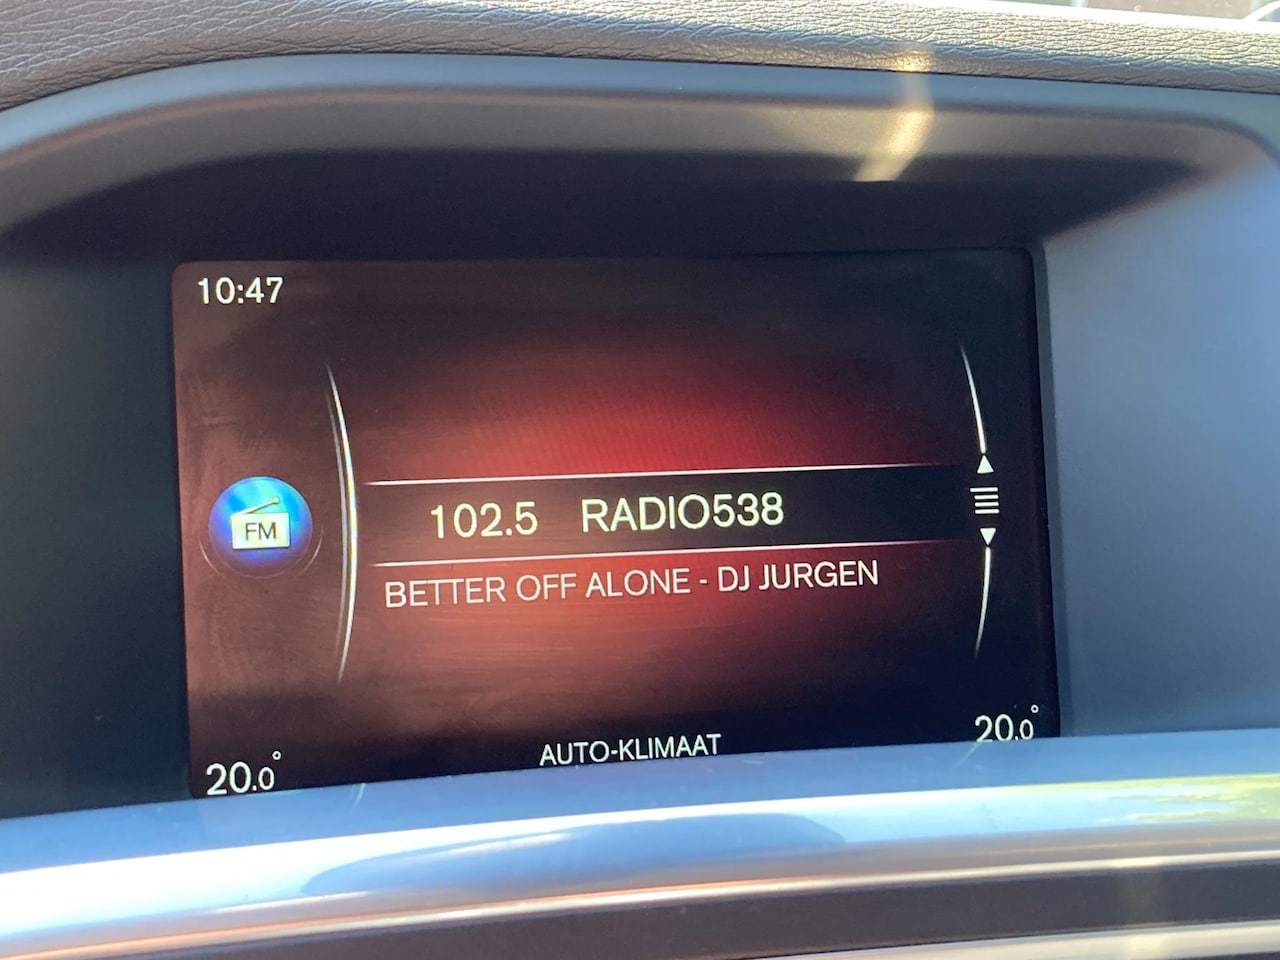 10:47
FM
102.5 RADIO538
BETTER OFF ALONE - DJ JURGEN
20.0° AUTO-KLIMAAT 20.0°